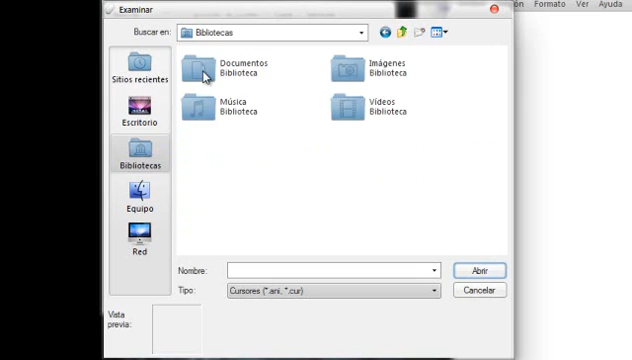 Examinar
ón Formato Ver Ayuda
Buscar en: Bibliotecas
Documentos
Biblioteca
Imágenes
Biblioteca
Música
Biblioteca
Vídeos
Biblioteca
Sitios recientes
Escritorio
Bibliotecas
Equipo
Red
Nombre:
Abrir
Tipo: Cursores (*.ani, *.cur)
Cancelar
Vista
previa: